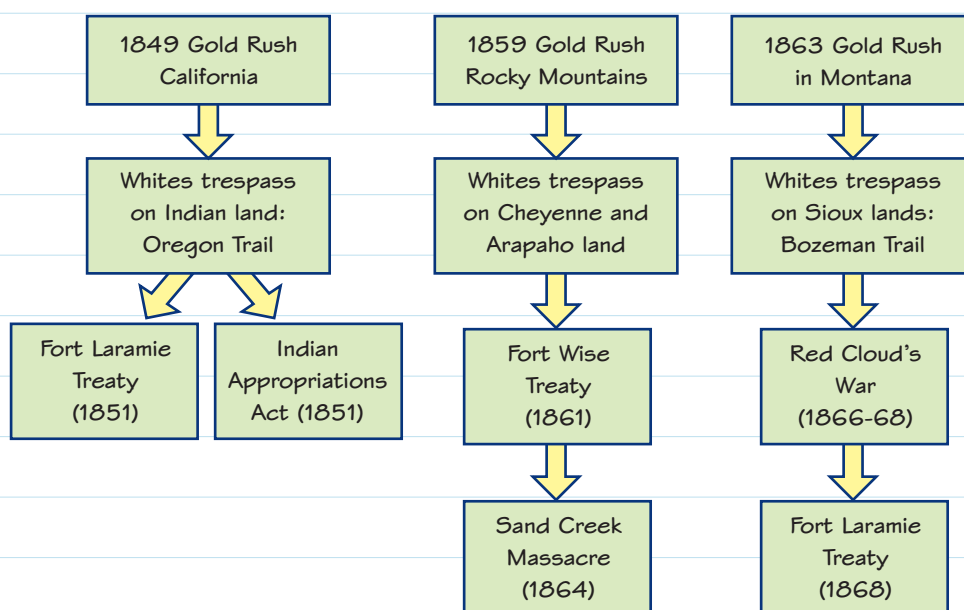 1849 Gold Rush
California
1859 Gold Rush
Rocky Mountains
1863 Gold Rush
in Montana
Whites trespass
on Indian land:
Oregon Trail
Whites trespass
on Cheyenne and
Arapaho land
Whites trespass
on Sioux lands:
Bozeman Trail
Fort Laramie
Treaty
(1851)
Indian
Appropriations
Act (1851)
Fort Wise
Treaty
(1861)
Red Cloud's
War
(1866-68)
Sand Creek
Massacre
(1864)
Fort Laramie
Treaty
(1868)